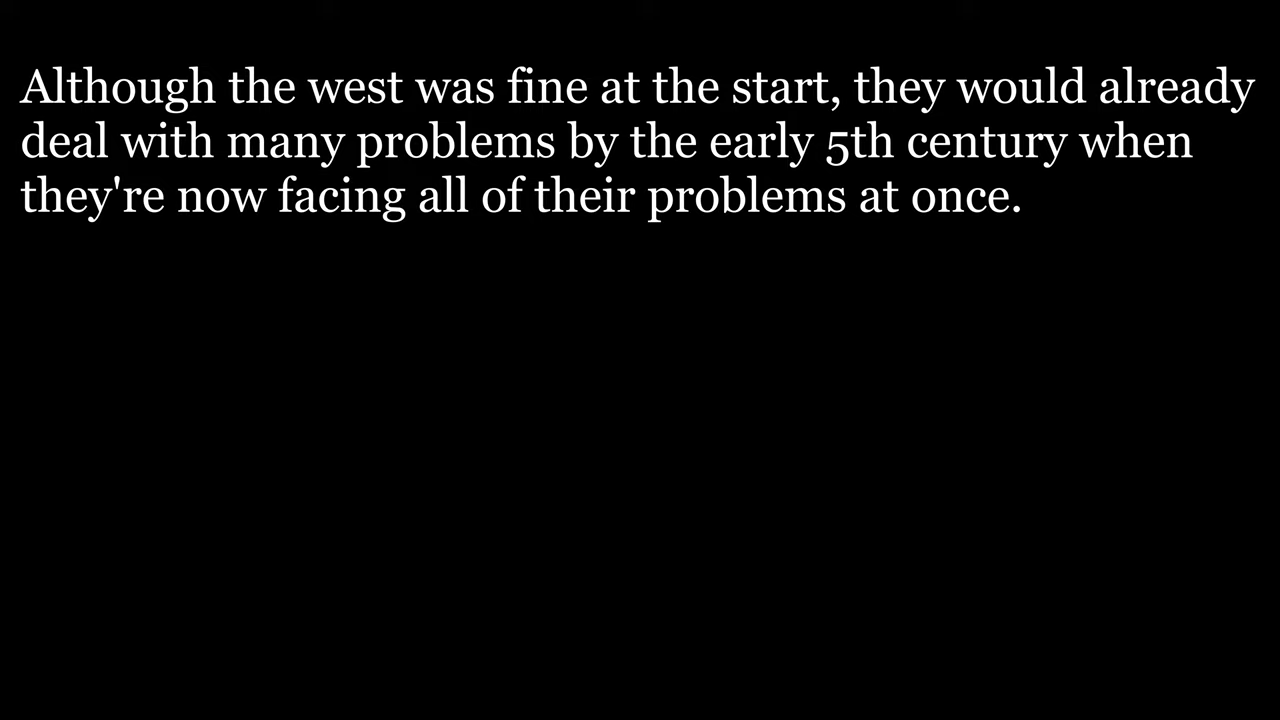 Although the west was fine at the start, they would already
deal with many problems by the early 5th century when
they're now facing all of their problems at once.